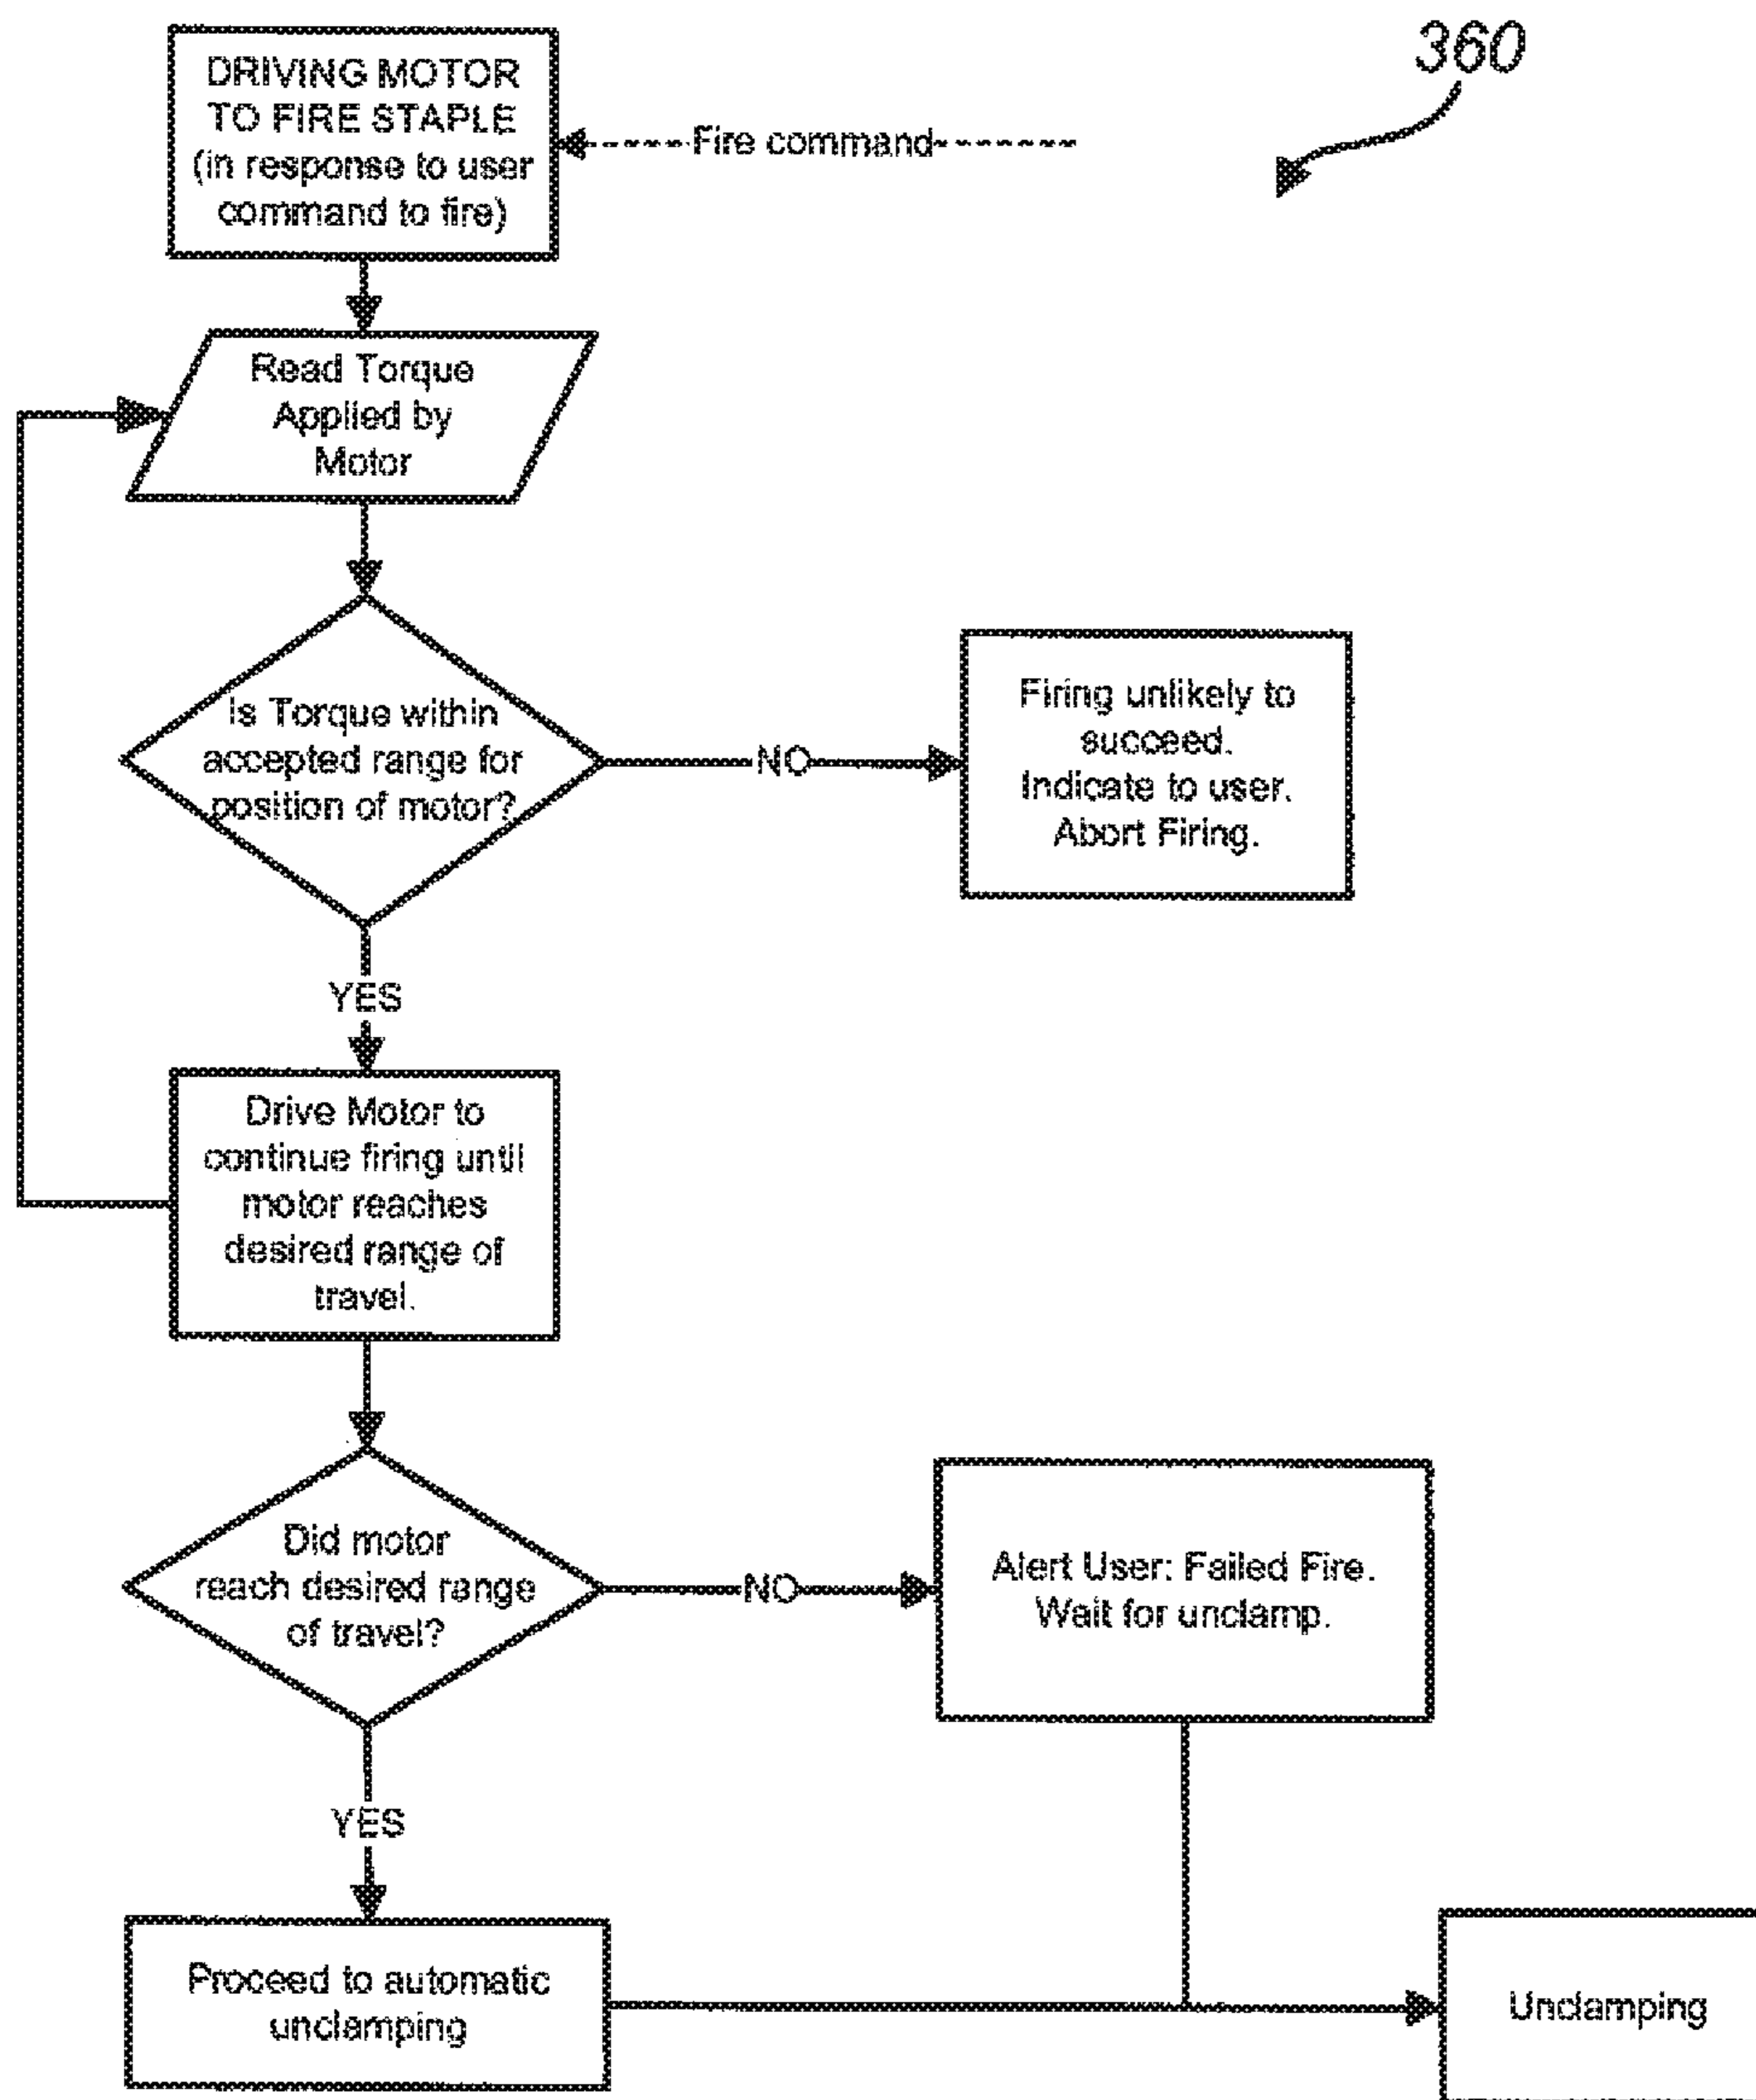 360
DRIVING MOTOR
TO FIRE STAPLE
(in response to user
command to fire)
Fire command
Read Torque
Applied by
Motor
Is Torque within
accepted range for
position of motor?
NO
Firing unlikely to
succeed.
Indicate to user.
Abort Firing.
YES
Drive Motor to
continue firing until
motor reaches
desired range of
travel.
Did motor
reach desired range
of travel?
NO
Alert User: Failed Fire.
Wait for unclamp.
YES
Proceed to automatic
unclamping
Unclamping